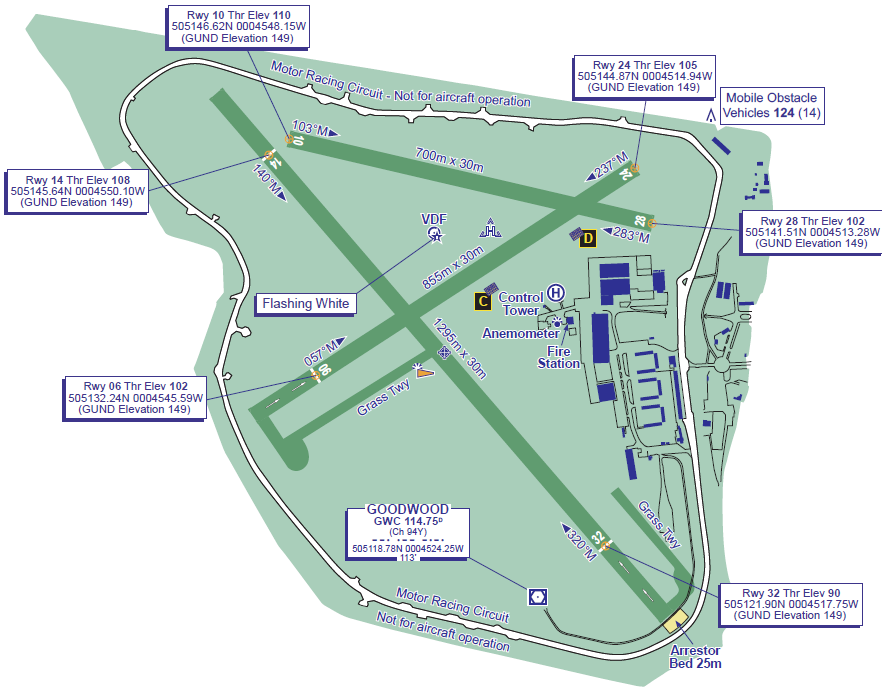 Rwy 10 Thr Elev 110
505146.62N 0004548.15W
(GUND Elevation 149)
Motor Racing Circuit - Not for aircraft operation
Rwy 24 Thr Elev 105
505144.87N 0004514.94W
(GUND Elevation 149)
Mobile Obstacle
Vehicles 124 (14)
103°M
10
700m x 30m
237°M
24
Rwy 14 Thr Elev 108
505145.64N 0004550.10W
(GUND Elevation 149)
14
140°M
28
283°M
Rwy 28 Thr Elev 102
505141.51N 0004513.28W
(GUND Elevation 149)
VDF
H
D
855m x 30m
Flashing White
C
Control
Tower
H
Anemometer
Fire
Station
1295m x 30m
057°M
06
Grass Twy
Rwy 06 Thr Elev 102
505132.24N 0004545.59W
(GUND Elevation 149)
GOODWOOD
GWC 114.75ᴰ
(Ch 94Y)
505118.78N 0004524.25W
113'
Grass Twy
32
320°M
Rwy 32 Thr Elev 90
505121.90N 0004517.75W
(GUND Elevation 149)
Motor Racing Circuit
Not for aircraft operation
Arrestor
Bed 25m